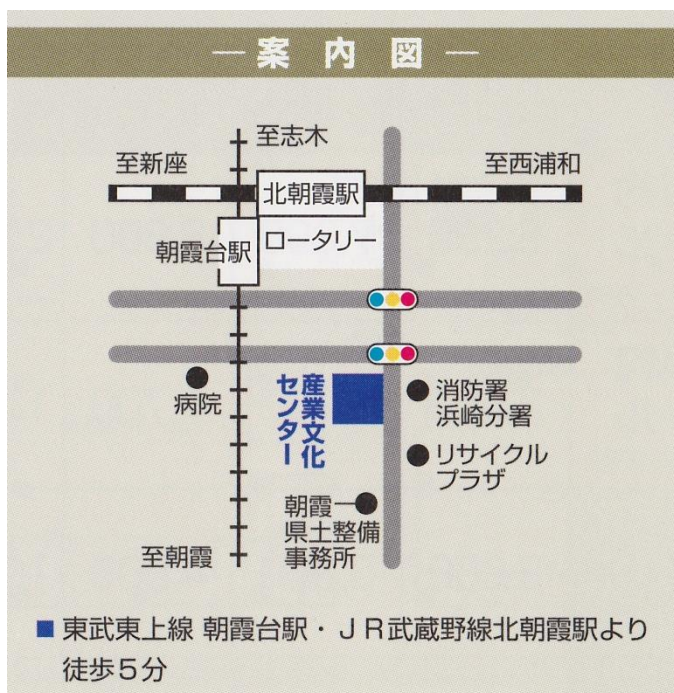 案内図
至志木
至新座
至西浦和
北朝霞駅
朝霞台駅
ロータリー
病院
産業文化
センター
消防署
浜崎分署
リサイクル
プラザ
朝霞
県土整備
事務所
至朝霞
東武東上線 朝霞台駅・JR武蔵野線北朝霞駅より
徒歩5分